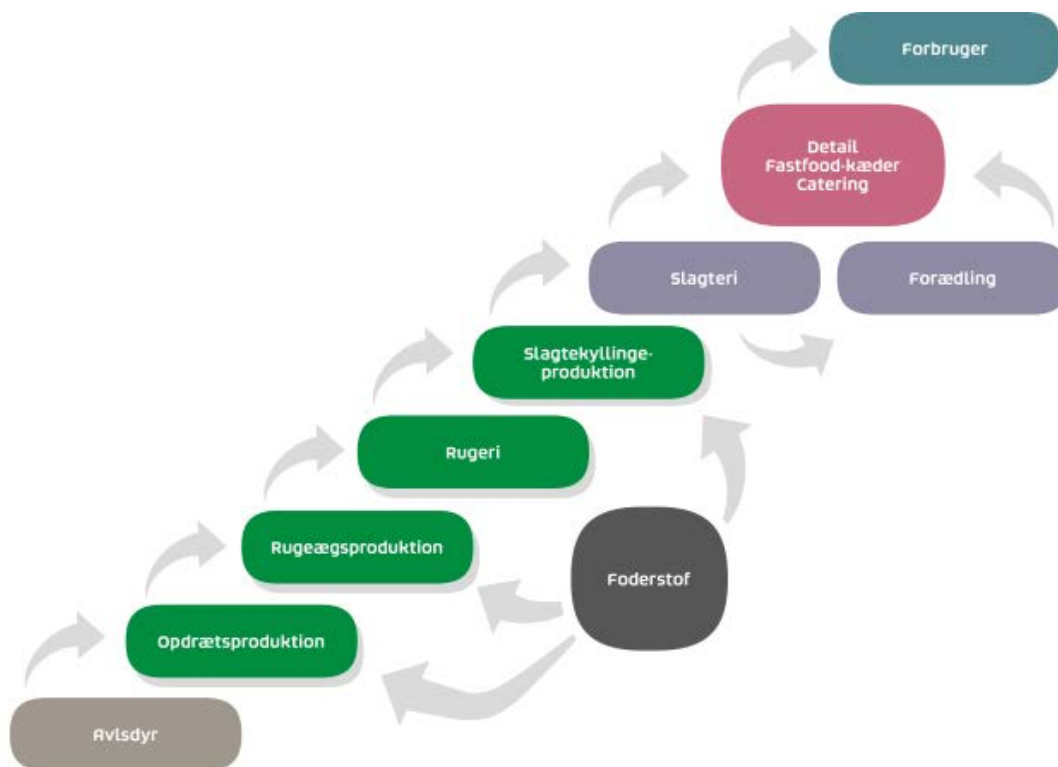 Forbruger
Detail
Fastfood-kæder
Catering
Slagteri
Forædling
Slagtekyllinge-
produktion
Rugeri
Rugeægsproduktion
Foderstof
Opdrætsproduktion
Avlsdyr